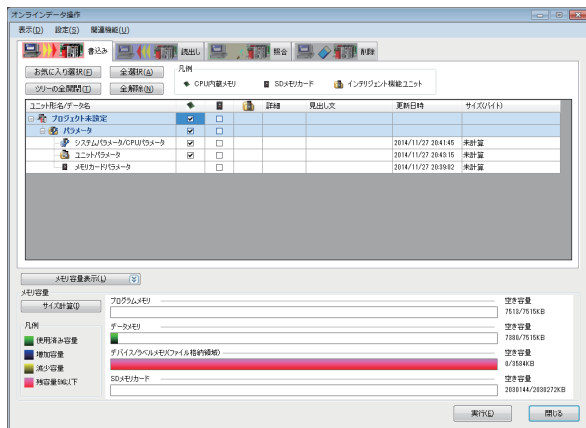 オンラインデータ操作
表示(D) 設定(S) 関連機能(U)
書込み 読出し 照合 削除
お気に入り選択(F) 全選択(A) 凡例
CPU内蔵メモリ SDメモリカード インテリジェント機能ユニット
ツリーの全開閉(T) 全解除(N)
ユニット形名/データ名 詳細 見出し文 更新日時 サイズ(バイト)
プロジェクト未設定
パラメータ
システムパラメータ/CPUパラメータ 2014/11/27 20:41:45 未計算
ユニットパラメータ 2014/11/27 20:43:15 未計算
メモリカードパラメータ 2014/11/27 20:39:02 未計算
メモリ容量表示(L)
メモリ容量
サイズ計算(I)
凡例
使用済み容量
増加容量
減少容量
残容量5%以下
プログラムメモリ 空き容量
7513/7515KB
データメモリ 空き容量
7380/7515KB
デバイス/ラベルメモリ(ファイル格納領域) 空き容量
0/3584KB
SDメモリカード 空き容量
2030144/2030272KB
実行(E) 閉じる